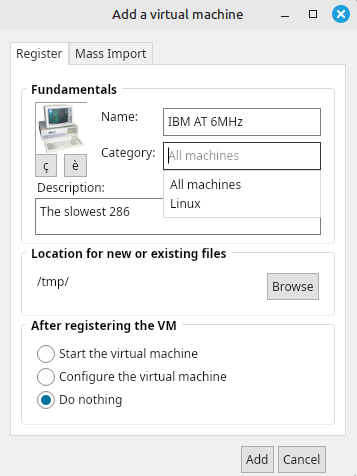 Add a virtual machine
Register
Mass Import
Fundamentals
Name:
IBM AT 6MHz
Category:
All machines
All machines
Linux
ç
è
Description:
The slowest 286
Location for new or existing files
/tmp/
Browse
After registering the VM
Start the virtual machine
Configure the virtual machine
Do nothing
Add
Cancel